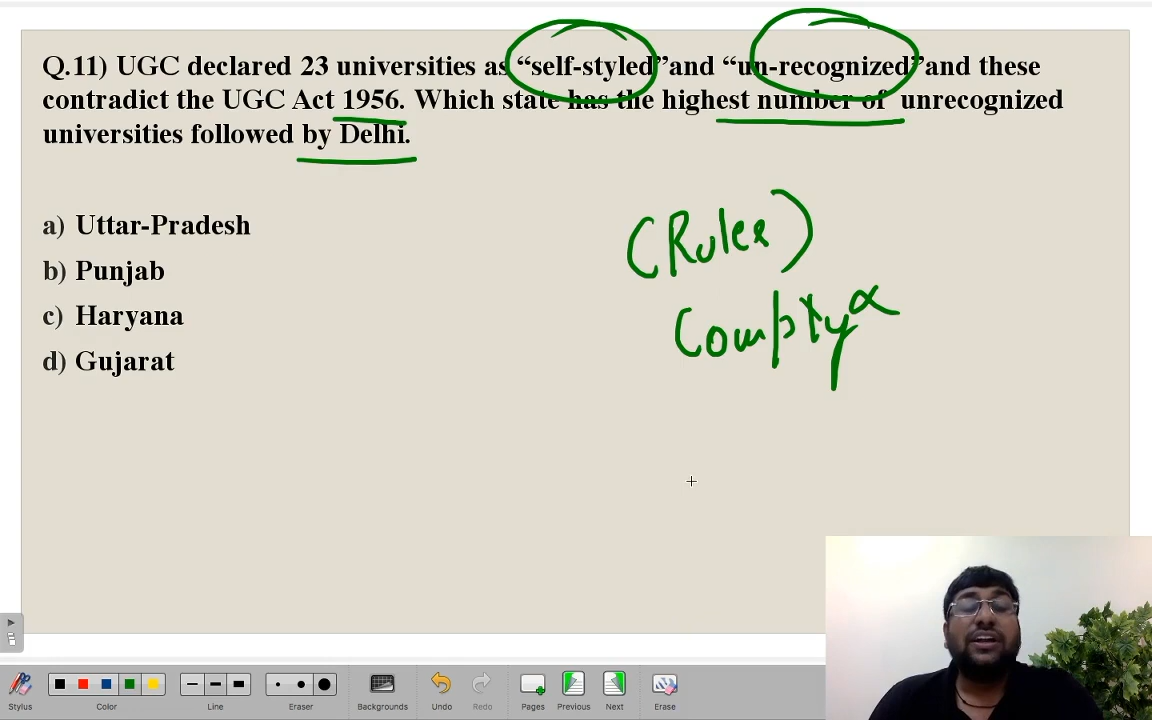 Q.11) UGC declared 23 universities as “self-styled”and “un-recognized”and these
contradict the UGC Act 1956. Which state has the highest number of unrecognized
universities followed by Delhi.
a) Uttar-Pradesh
b) Punjab
c) Haryana
d) Gujarat
(Rules)
Stylus
Color
Line
Eraser
Backgrounds
Undo
Redo
Pages
Previous
Next
Erase